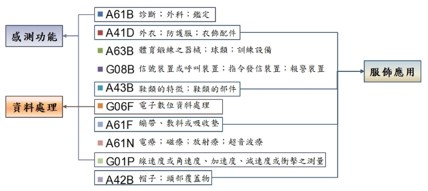 感測功能
資料處理
A61B 診斷；外科；鑑定
A41D 外衣；防護服；衣飾配件
A63B 體育鍛鍊之器械；球類；訓練設備
G08B 信號裝置或呼叫裝置；指令發信裝置；報警裝置
A43B 鞋類的特徵；鞋類的部件
G06F 電子數位資料處理
A61F 繃帶、敷料或吸收墊
A61N 電療；磁療；放射療；超音波療
G01P 線速度或角速度、加速度、減速度或衝擊之測量
A42B 帽子；頭部覆蓋物
服飾應用